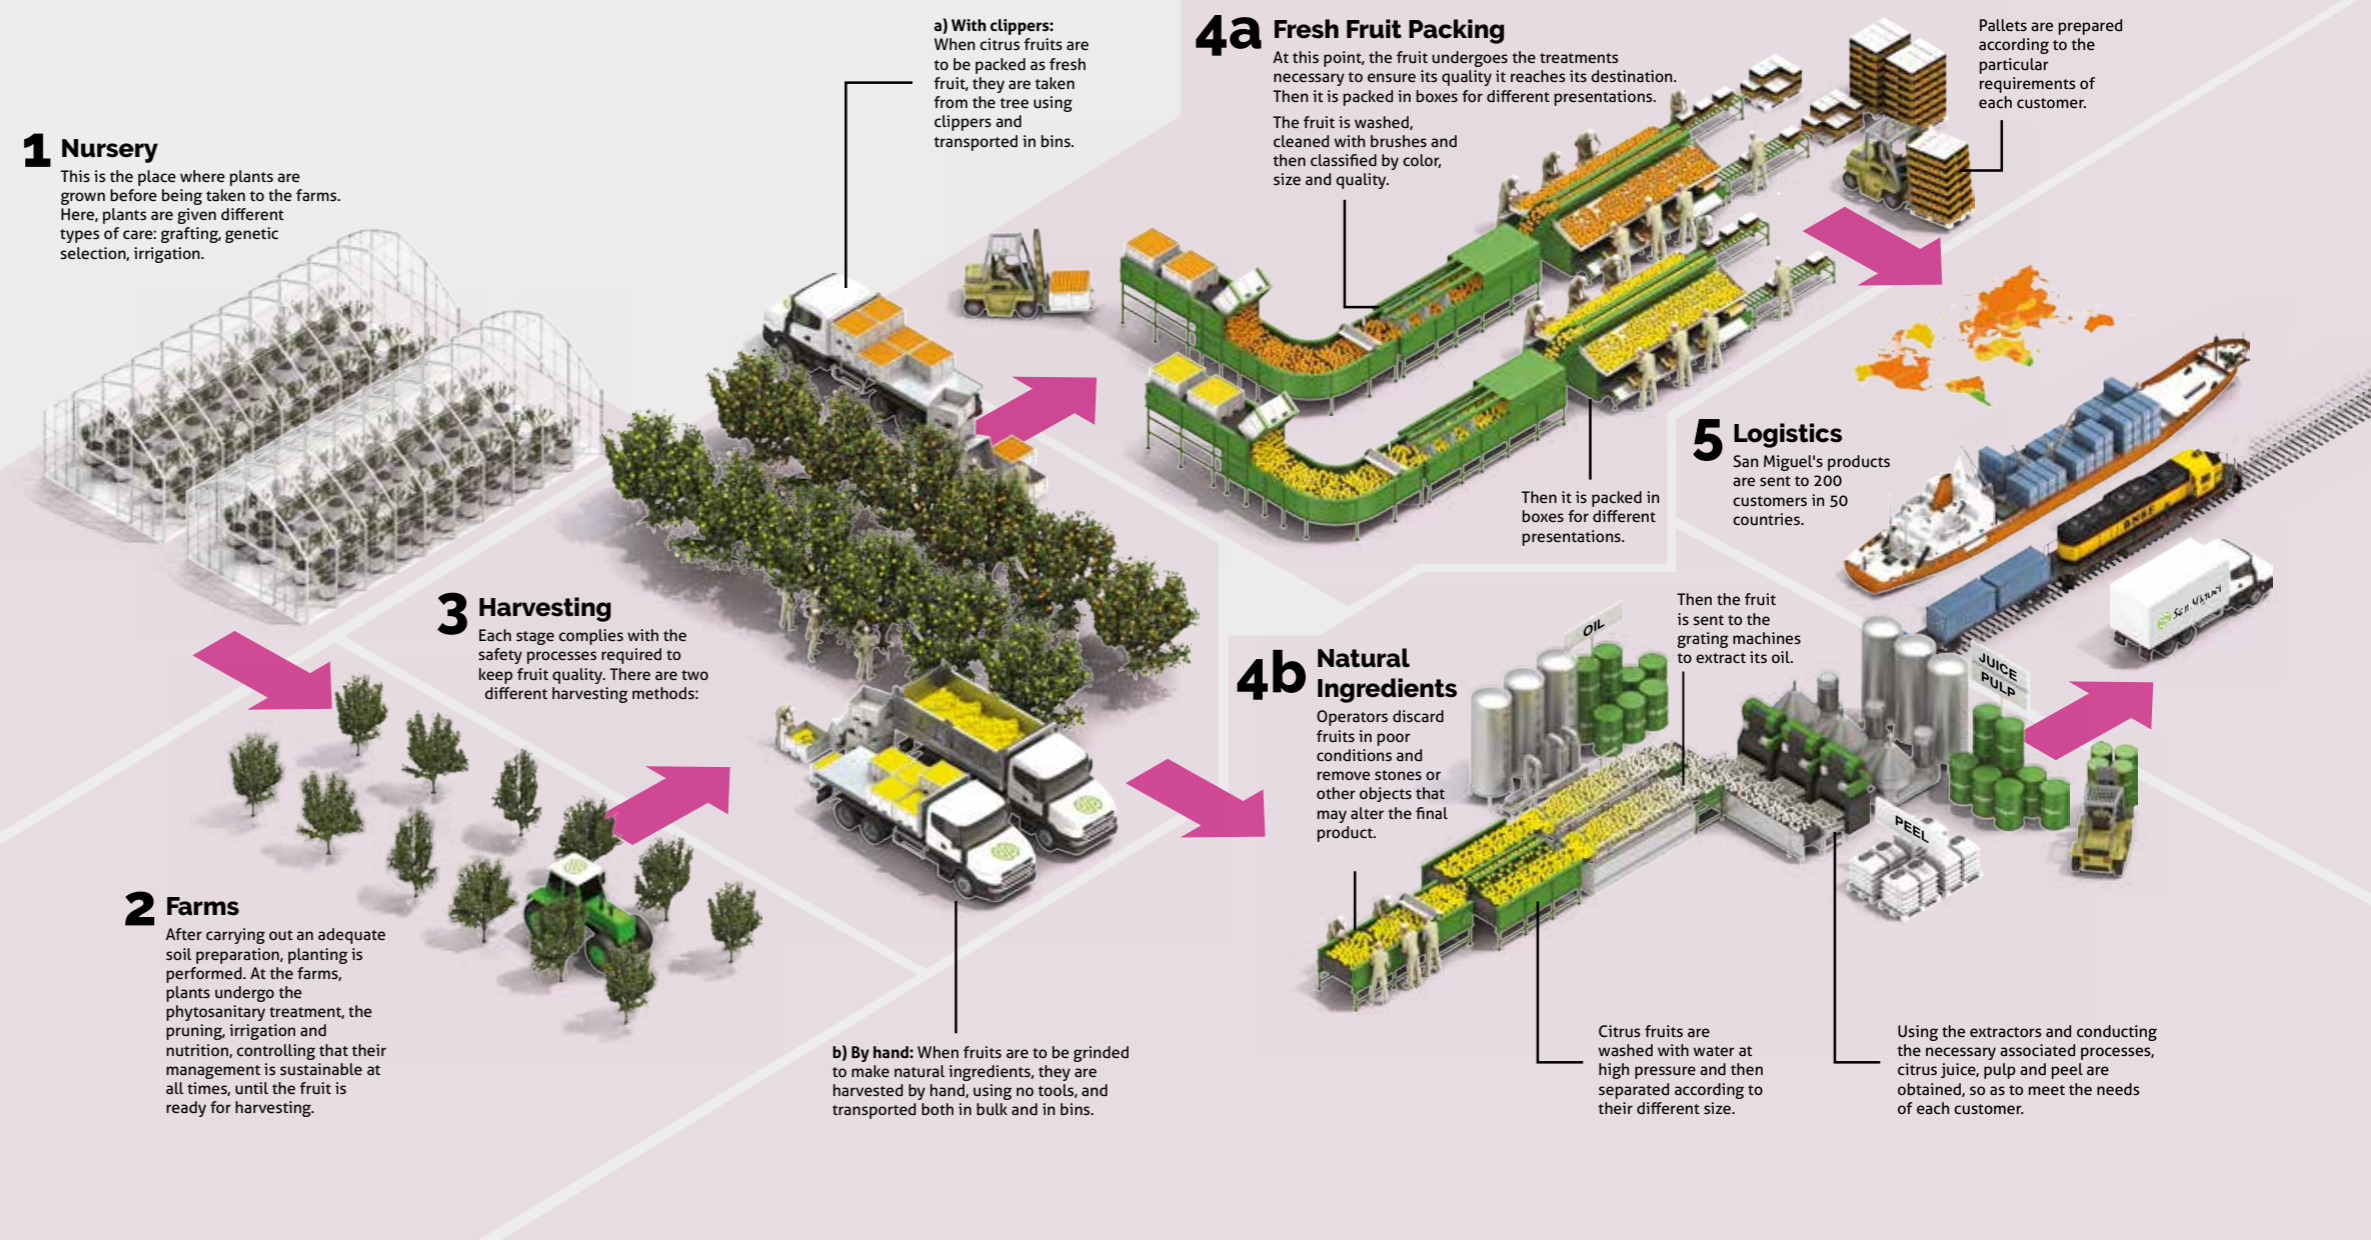 1 Nursery
This is the place where plants are
grown before being taken to the farms.
Here, plants are given different
types of care: grafting, genetic
selection, irrigation.
2 Farms
After carrying out an adequate
soil preparation, planting is
performed. At the farms,
plants undergo the
phytosanitary treatment, the
pruning, irrigation and
nutrition, controlling that their
management is sustainable at
all times, until the fruit is
ready for harvesting.
3 Harvesting
Each stage complies with the
safety processes required to
keep fruit quality. There are two
different harvesting methods:
a) With clippers:
When citrus fruits are
to be packed as fresh
fruit, they are taken
from the tree using
clippers and
transported in bins.
b) By hand: When fruits are to be grinded
to make natural ingredients, they are
harvested by hand, using no tools, and
transported both in bulk and in bins.
4a Fresh Fruit Packing
At this point, the fruit undergoes the treatments
necessary to ensure its quality it reaches its destination.
Then it is packed in boxes for different presentations.
The fruit is washed,
cleaned with brushes and
then classified by color,
size and quality.
Then it is packed in
boxes for different
presentations.
Pallets are prepared
according to the
particular
requirements of
each customer.
4b Natural
Ingredients
Operators discard
fruits in poor
conditions and
remove stones or
other objects that
may alter the final
product.
Citrus fruits are
washed with water at
high pressure and then
separated according to
their different size.
Then the fruit
is sent to the
grating machines
to extract its oil.
Using the extractors and conducting
the necessary associated processes,
citrus juice, pulp and peel are
obtained, so as to meet the needs
of each customer.
OIL
JUICE
PULP
PEEL
5 Logistics
San Miguel's products
are sent to 200
customers in 50
countries.
BNSF
San Miguel